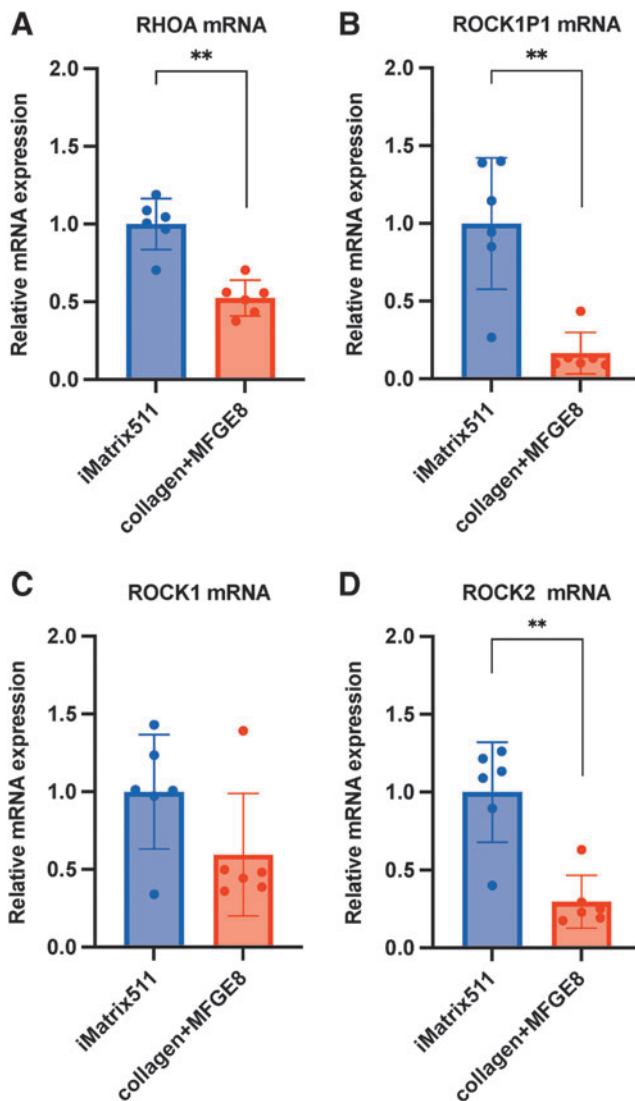 A
RHOA mRNA
**
Relative mRNA expression
2.0
1.5
1.0
0.5
0.0
iMatrix511
collagen+MFGE8
B
ROCK1P1 mRNA
**
Relative mRNA expression
2.0
1.5
1.0
0.5
0.0
iMatrix511
collagen+MFGE8
C
ROCK1 mRNA
Relative mRNA expression
2.0
1.5
1.0
0.5
0.0
iMatrix511
collagen+MFGE8
D
ROCK2 mRNA
**
Relative mRNA expression
2.0
1.5
1.0
0.5
0.0
iMatrix511
collagen+MFGE8